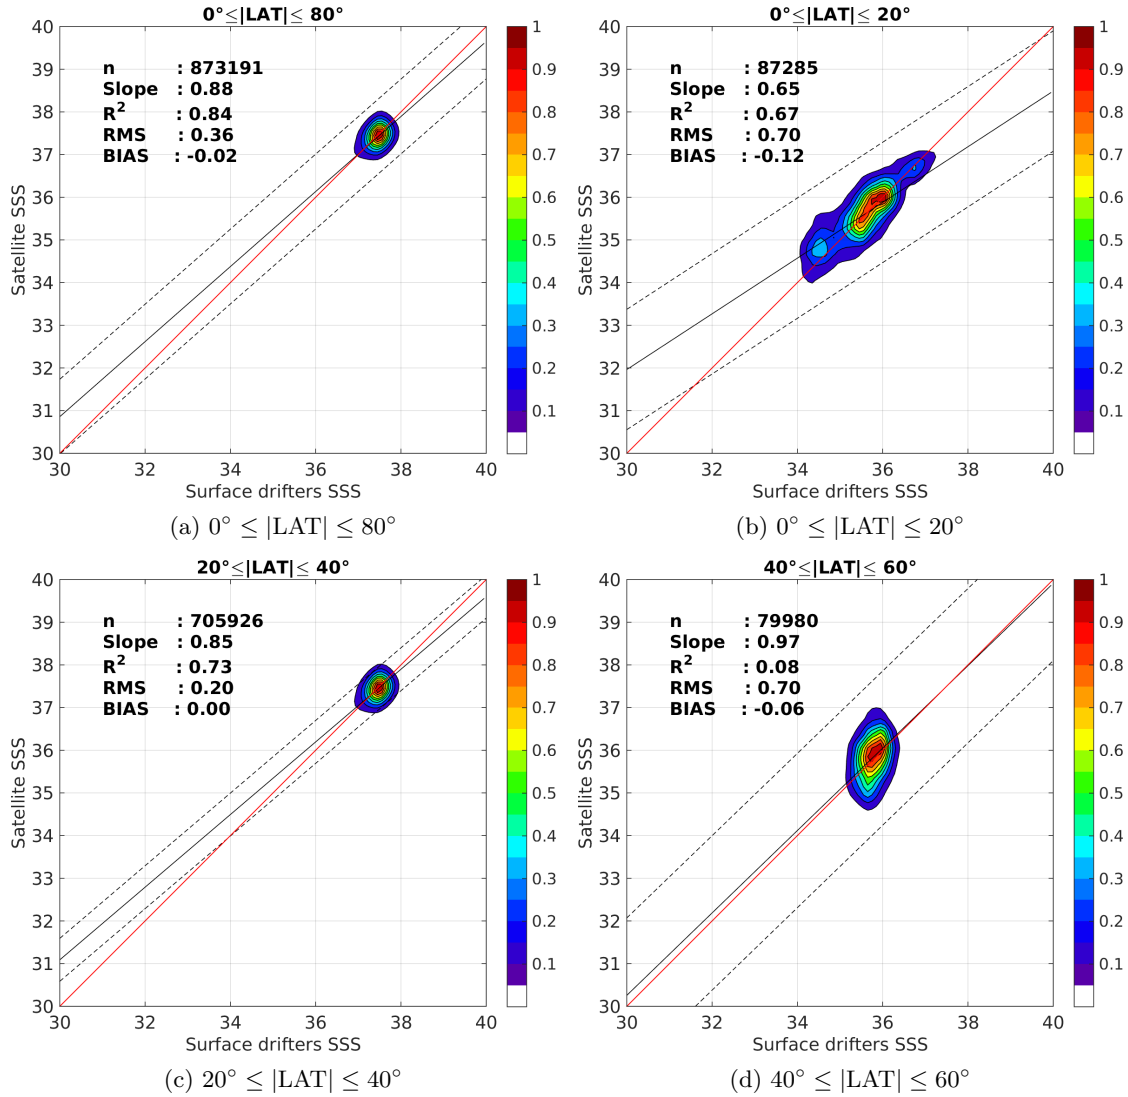 0°≤|LAT|≤ 80°
40
39
38
37
36
35
34
33
32
31
30
Satellite SSS
n : 873191
Slope : 0.88
R² : 0.84
RMS : 0.36
BIAS : -0.02
30 32 34 36 38 40
Surface drifters SSS
1
0.9
0.8
0.7
0.6
0.5
0.4
0.3
0.2
0.1
(a) 0° ≤ |LAT| ≤ 80°
0°≤|LAT|≤ 20°
40
39
38
37
36
35
34
33
32
31
30
Satellite SSS
n : 87285
Slope : 0.65
R² : 0.67
RMS : 0.70
BIAS : -0.12
30 32 34 36 38 40
Surface drifters SSS
1
0.9
0.8
0.7
0.6
0.5
0.4
0.3
0.2
0.1
(b) 0° ≤ |LAT| ≤ 20°
20°≤|LAT|≤ 40°
40
39
38
37
36
35
34
33
32
31
30
Satellite SSS
n : 705926
Slope : 0.85
R² : 0.73
RMS : 0.20
BIAS : 0.00
30 32 34 36 38 40
Surface drifters SSS
1
0.9
0.8
0.7
0.6
0.5
0.4
0.3
0.2
0.1
(c) 20° ≤ |LAT| ≤ 40°
40°≤|LAT|≤ 60°
40
39
38
37
36
35
34
33
32
31
30
Satellite SSS
n : 79980
Slope : 0.97
R² : 0.08
RMS : 0.70
BIAS : -0.06
30 32 34 36 38 40
Surface drifters SSS
1
0.9
0.8
0.7
0.6
0.5
0.4
0.3
0.2
0.1
(d) 40° ≤ |LAT| ≤ 60°